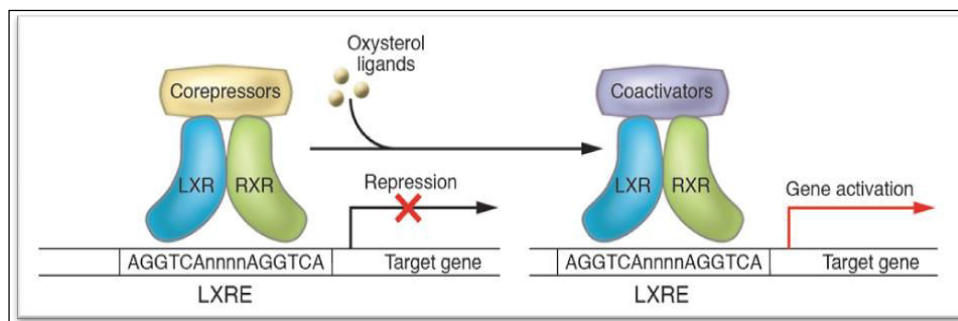 Oxysterol
ligands
Corepressors
Coactivators
LXR
RXR
LXR
RXR
Repression
Gene activation
AGGTCAnnnnAGGTCA
Target gene
AGGTCAnnnnAGGTCA
Target gene
LXRE
LXRE